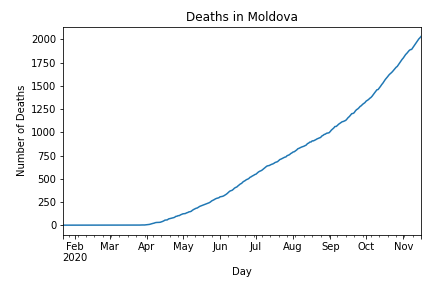 Deaths in Moldova
Number of Deaths
2000
1750
1500
1250
1000
750
500
250
0
Feb Mar Apr May Jun Jul Aug Sep Oct Nov
2020
Day